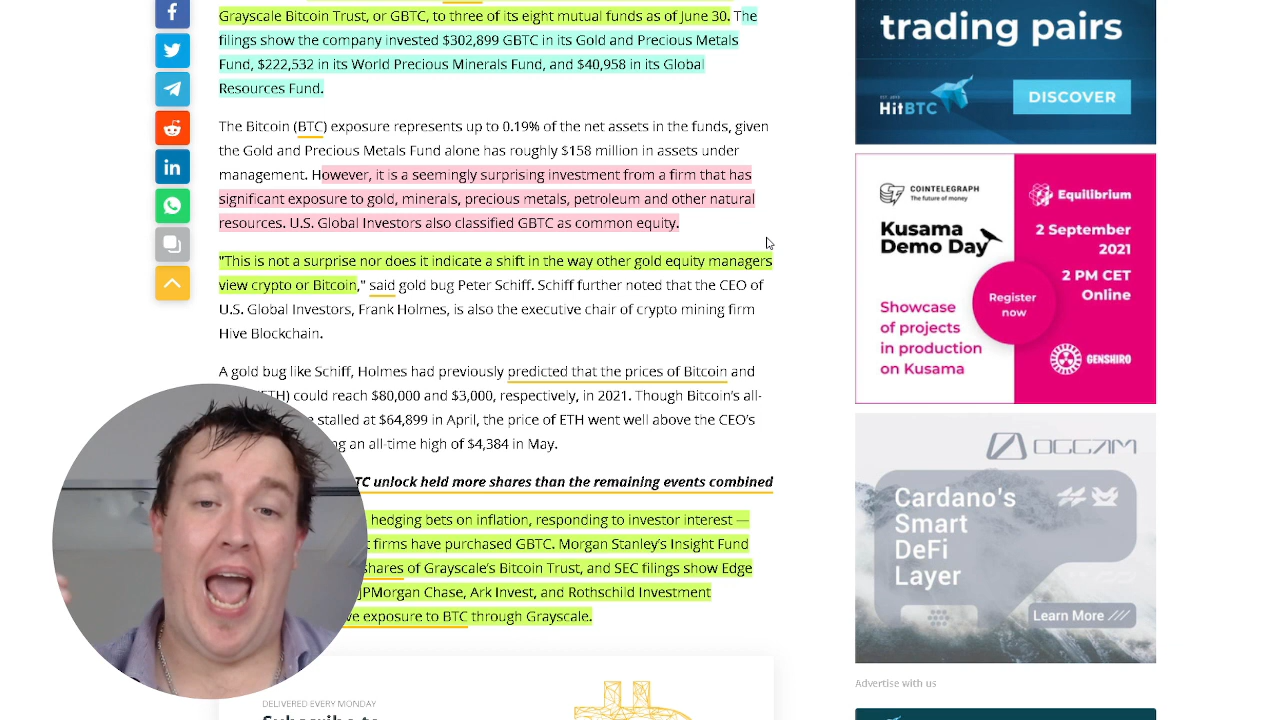 Grayscale Bitcoin Trust, or GBTC, to three of its eight mutual funds as of June 30. The
filings show the company invested $302,899 GBTC in its Gold and Precious Metals
Fund, $222,532 in its World Precious Minerals Fund, and $40,958 in its Global
Resources Fund.
The Bitcoin (BTC) exposure represents up to 0.19% of the net assets in the funds, given
the Gold and Precious Metals Fund alone has roughly $158 million in assets under
management. However, it is a seemingly surprising investment from a firm that has
significant exposure to gold, minerals, precious metals, petroleum and other natural
resources. U.S. Global Investors also classified GBTC as common equity.
"This is not a surprise nor does it indicate a shift in the way other gold equity managers
view crypto or Bitcoin," said gold bug Peter Schiff. Schiff further noted that the CEO of
U.S. Global Investors, Frank Holmes, is also the executive chair of crypto mining firm
Hive Blockchain.
A gold bug like Schiff, Holmes had previously predicted that the prices of Bitcoin and
(ETH) could reach $80,000 and $3,000, respectively, in 2021. Though Bitcoin's all-
stalled at $64,899 in April, the price of ETH went well above the CEO's
an all-time high of $4,384 in May.
TC unlock held more shares than the remaining events combined
hedging bets on inflation, responding to investor interest —
firms have purchased GBTC. Morgan Stanley's Insight Fund
shares of Grayscale's Bitcoin Trust, and SEC filings show Edge
JPMorgan Chase, Ark Invest, and Rothschild Investment
exposure to BTC through Grayscale.
DELIVERED EVERY MONDAY
Subscribe to
trading pairs
HitBTC
DISCOVER
COINTELEGRAPH
The future of money
Kusama
Demo Day
Showcase
of projects
in production
on Kusama
Register
now
Equilibrium
2 September
2021
2 PM CET
Online
GENSHIRO
OCCAM
Cardano's
Smart
DeFi
Layer
Learn More ///
Advertise with us